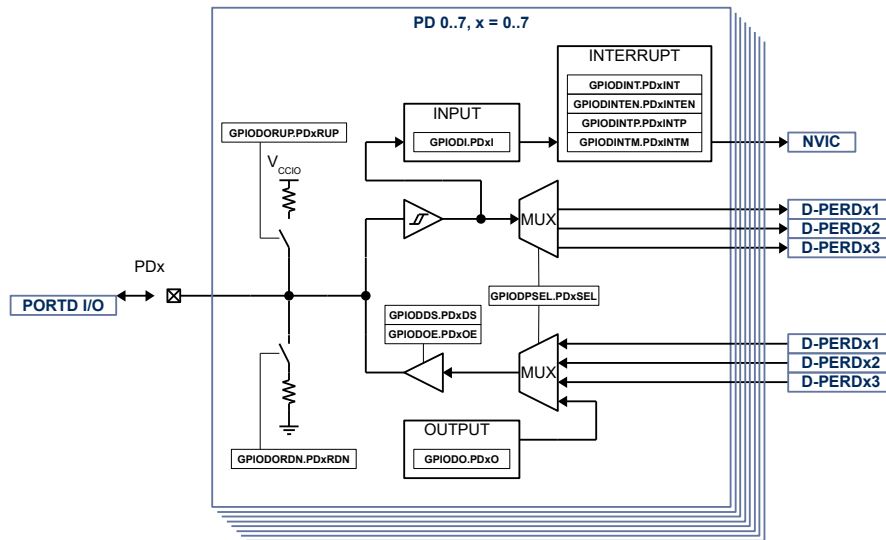 PD 0..7, x = 0..7
INTERRUPT
GPIODINT.PDxINT
GPIODINTEN.PDxINTEN
GPIODINTP.PDxINTP
GPIODINTM.PDxINTM
INPUT
GPIODI.PDxI
NVIC
GPIODORUP.PDxRUP
VCCIO
MUX
D-PERDx1
D-PERDx2
D-PERDx3
PDx
PORTD I/O
GPIODPSEL.PDxSEL
GPIODDS.PDxDS
GPIODOE.PDxOE
MUX
D-PERDx1
D-PERDx2
D-PERDx3
OUTPUT
GPIODO.PDxO
GPIODORDN.PDxRDN